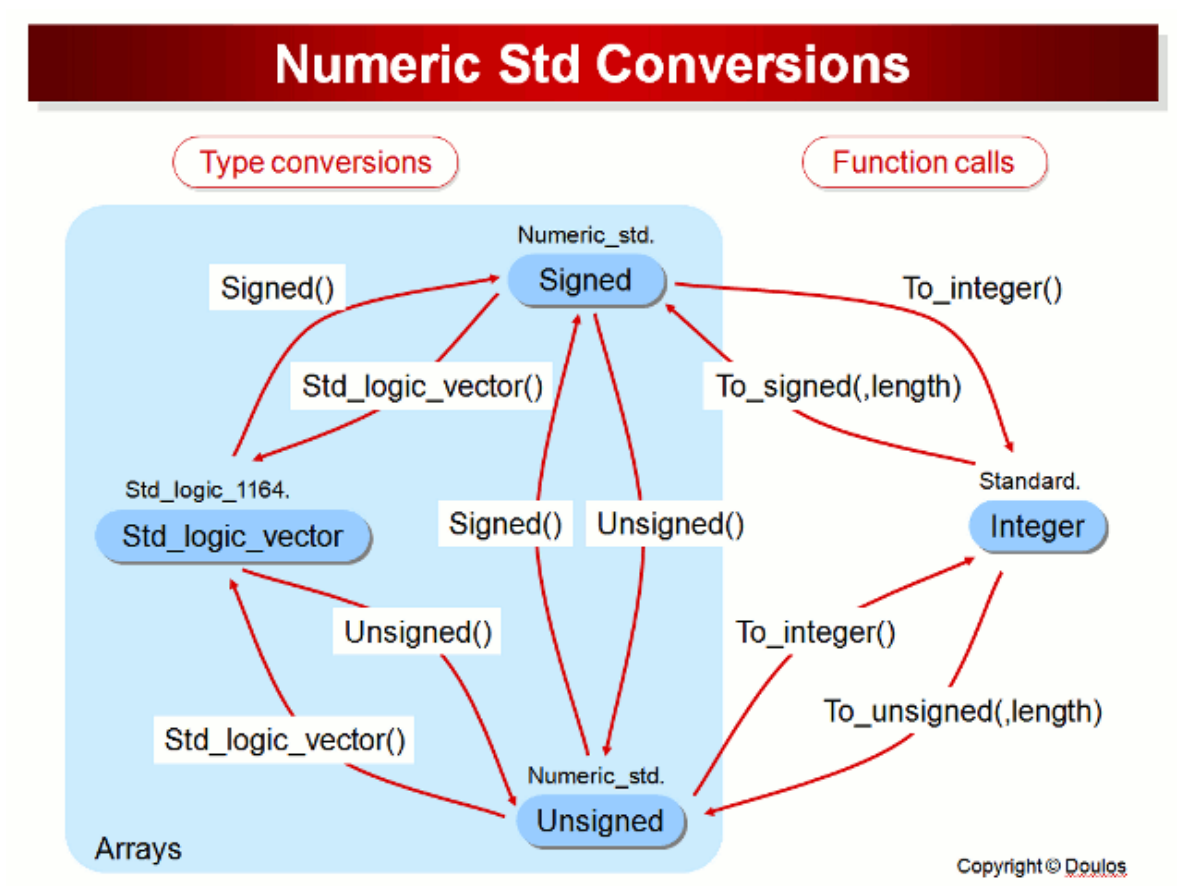 Numeric Std Conversions
Type conversions
Function calls
Numeric_std.
Signed
Signed()
To_integer()
Std_logic_vector()
To_signed(,length)
Std_logic_1164.
Std_logic_vector
Signed()
Unsigned()
Standard.
Integer
Unsigned()
To_integer()
Std_logic_vector()
To_unsigned(,length)
Numeric_std.
Unsigned
Arrays
Copyright © Doulos